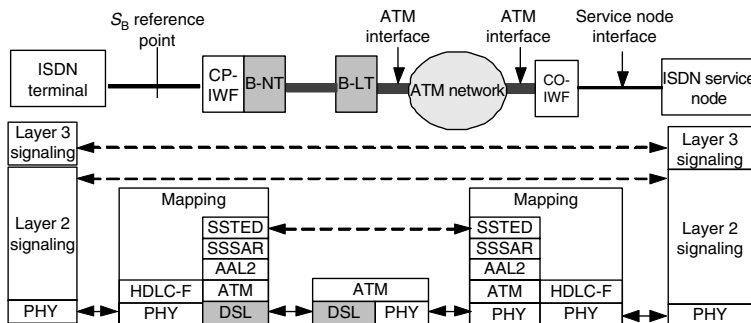 S_B reference
point
ATM
interface
ATM
interface
Service node
interface
ISDN
terminal
CP-
IWF
B-NT
B-LT
ATM network
CO-
IWF
ISDN service
node
Layer 3
signaling
Layer 3
signaling
Layer 2
signaling
Mapping
SSTED
SSSAR
AAL2
HDLC-F
ATM
PHY
DSL
ATM
DSL
PHY
Mapping
SSTED
SSSAR
AAL2
ATM
HDLC-F
PHY
PHY
Layer 2
signaling
PHY
PHY